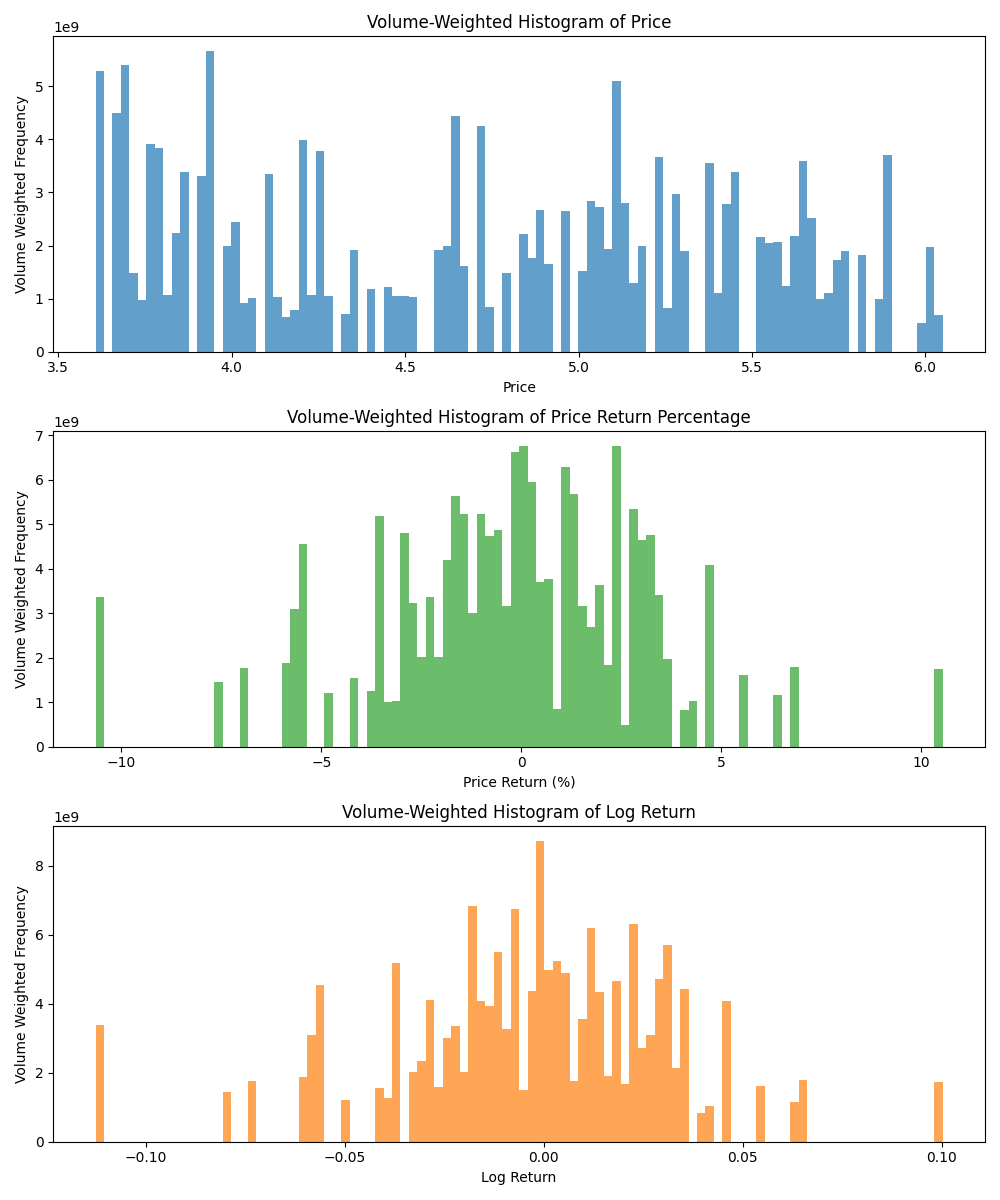 Volume-Weighted Histogram of Price
1e9
Volume Weighted Frequency
5
4
3
2
1
0
3.5 4.0 4.5 5.0 5.5 6.0
Price
Volume-Weighted Histogram of Price Return Percentage
1e9
Volume Weighted Frequency
7
6
5
4
3
2
1
0
−10 −5 0 5 10
Price Return (%)
Volume-Weighted Histogram of Log Return
1e9
Volume Weighted Frequency
8
6
4
2
0
−0.10 −0.05 0.00 0.05 0.10
Log Return